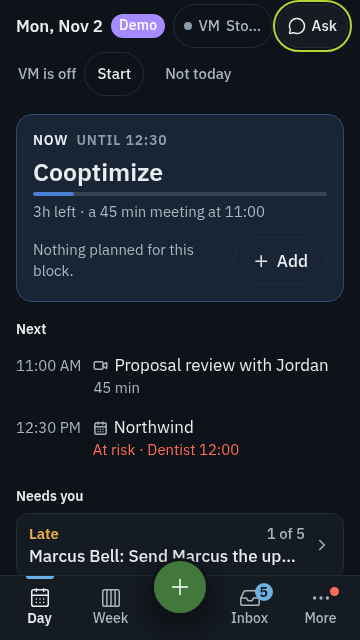 Mon, Nov 2 Demo VM Sto... Ask
VM is off Start Not today
NOW UNTIL 12:30
Cooptimize
3h left · a 45 min meeting at 11:00
Nothing planned for this
block.
Add
Next
11:00 AM Proposal review with Jordan
45 min
12:30 PM Northwind
At risk · Dentist 12:00
Needs you
Late 1 of 5
Marcus Bell: Send Marcus the up...
5
Day Week Inbox More